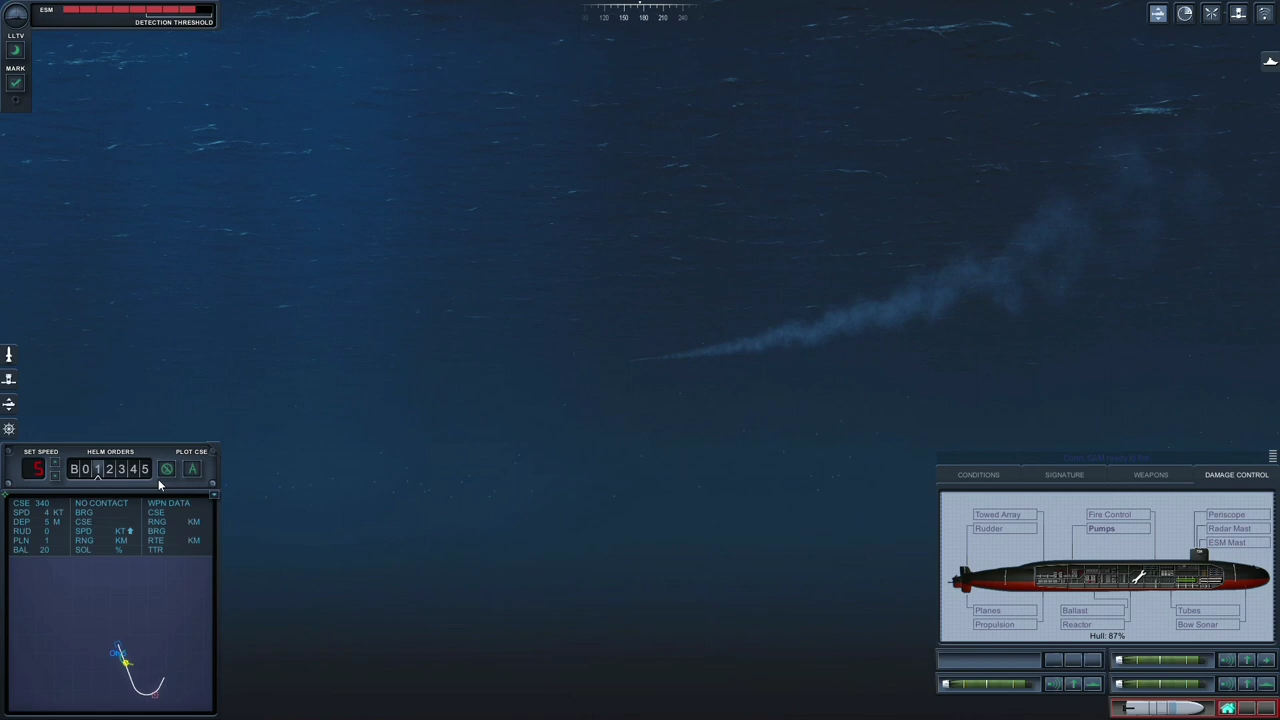 ESM
DETECTION THRESHOLD
LLTV
MARK
120 150 180 210 240
SET SPEED HELM ORDERS PLOT CSE
5 B 0 1 2 3 4 5 A
CSE 340 NO CONTACT WPN DATA
SPD 4 KT BRG CSE
DEP 5 M CSE RNG KM
RUD 0 SPD KT BRG
PLN 1 RNG KM RTE KM
BAL 20 SOL % TTR
CONDITIONS SIGNATURE WEAPONS DAMAGE CONTROL
Towed Array Fire Control Periscope
Rudder Pumps Radar Mast
ESM Mast
Planes Ballast Tubes
Propulsion Reactor Bow Sonar
Hull: 87%